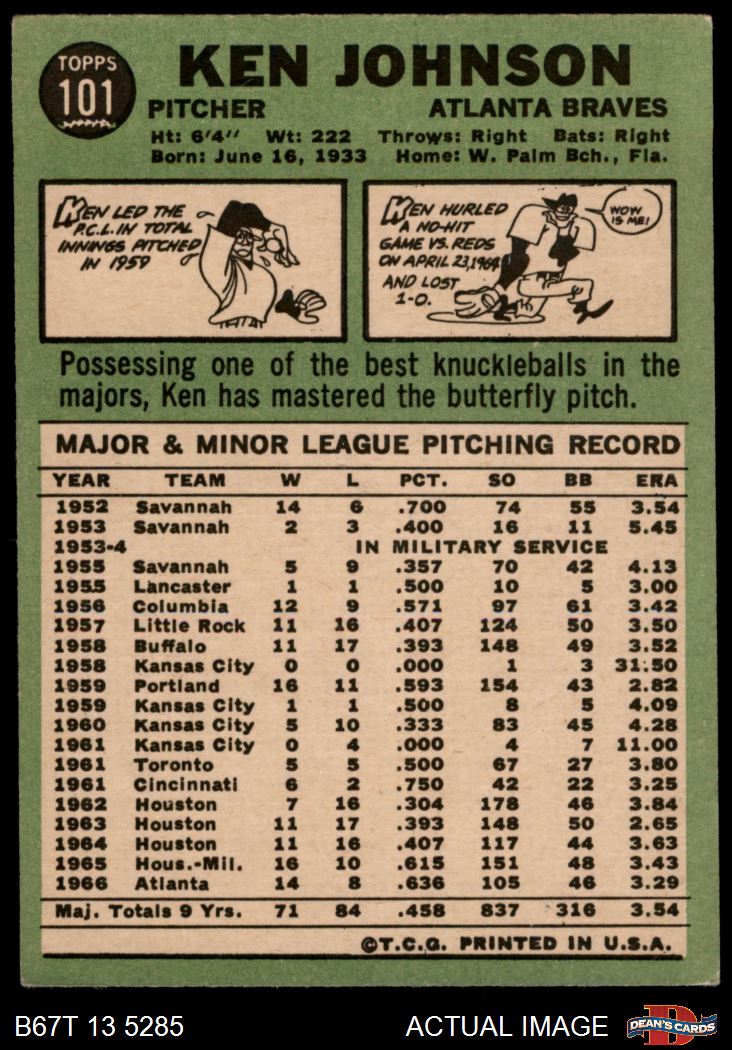 TOPPS
101
KEN JOHNSON
PITCHER ATLANTA BRAVES
Ht: 6'4" Wt: 222 Throws: Right Bats: Right
Born: June 16, 1933 Home: W. Palm Bch., Fla.
KEN LED THE
P.C.L. IN TOTAL
INNINGS PITCHED
IN 1959
KEN HURLED
A NO-HIT
GAME VS. REDS
ON APRIL 23, 1964
AND LOST
1-0.
WOW
IS ME!
Possessing one of the best knuckleballs in the
majors, Ken has mastered the butterfly pitch.
MAJOR & MINOR LEAGUE PITCHING RECORD
YEAR TEAM W L PCT. SO BB ERA
1952 Savannah 14 6 .700 74 55 3.54
1953 Savannah 2 3 .400 16 11 5.45
1953-4 IN MILITARY SERVICE
1955 Savannah 5 9 .357 70 42 4.13
1955 Lancaster 1 1 .500 10 5 3.00
1956 Columbia 12 9 .571 97 61 3.42
1957 Little Rock 11 16 .407 124 50 3.50
1958 Buffalo 11 17 .393 148 49 3.52
1958 Kansas City 0 0 .000 1 3 31.50
1959 Portland 16 11 .593 154 43 2.82
1959 Kansas City 1 1 .500 8 5 4.09
1960 Kansas City 5 10 .333 83 45 4.28
1961 Kansas City 0 4 .000 4 7 11.00
1961 Toronto 5 5 .500 67 27 3.80
1961 Cincinnati 6 2 .750 42 22 3.25
1962 Houston 7 16 .304 178 46 3.84
1963 Houston 11 17 .393 148 50 2.65
1964 Houston 11 16 .407 117 44 3.63
1965 Hous.-Mil. 16 10 .615 151 48 3.43
1966 Atlanta 14 8 .636 105 46 3.29
Maj. Totals 9 Yrs. 71 84 .458 837 316 3.54
©T.C.G. PRINTED IN U.S.A.
B67T 13 5285 ACTUAL IMAGE
D
DEAN'S CARDS